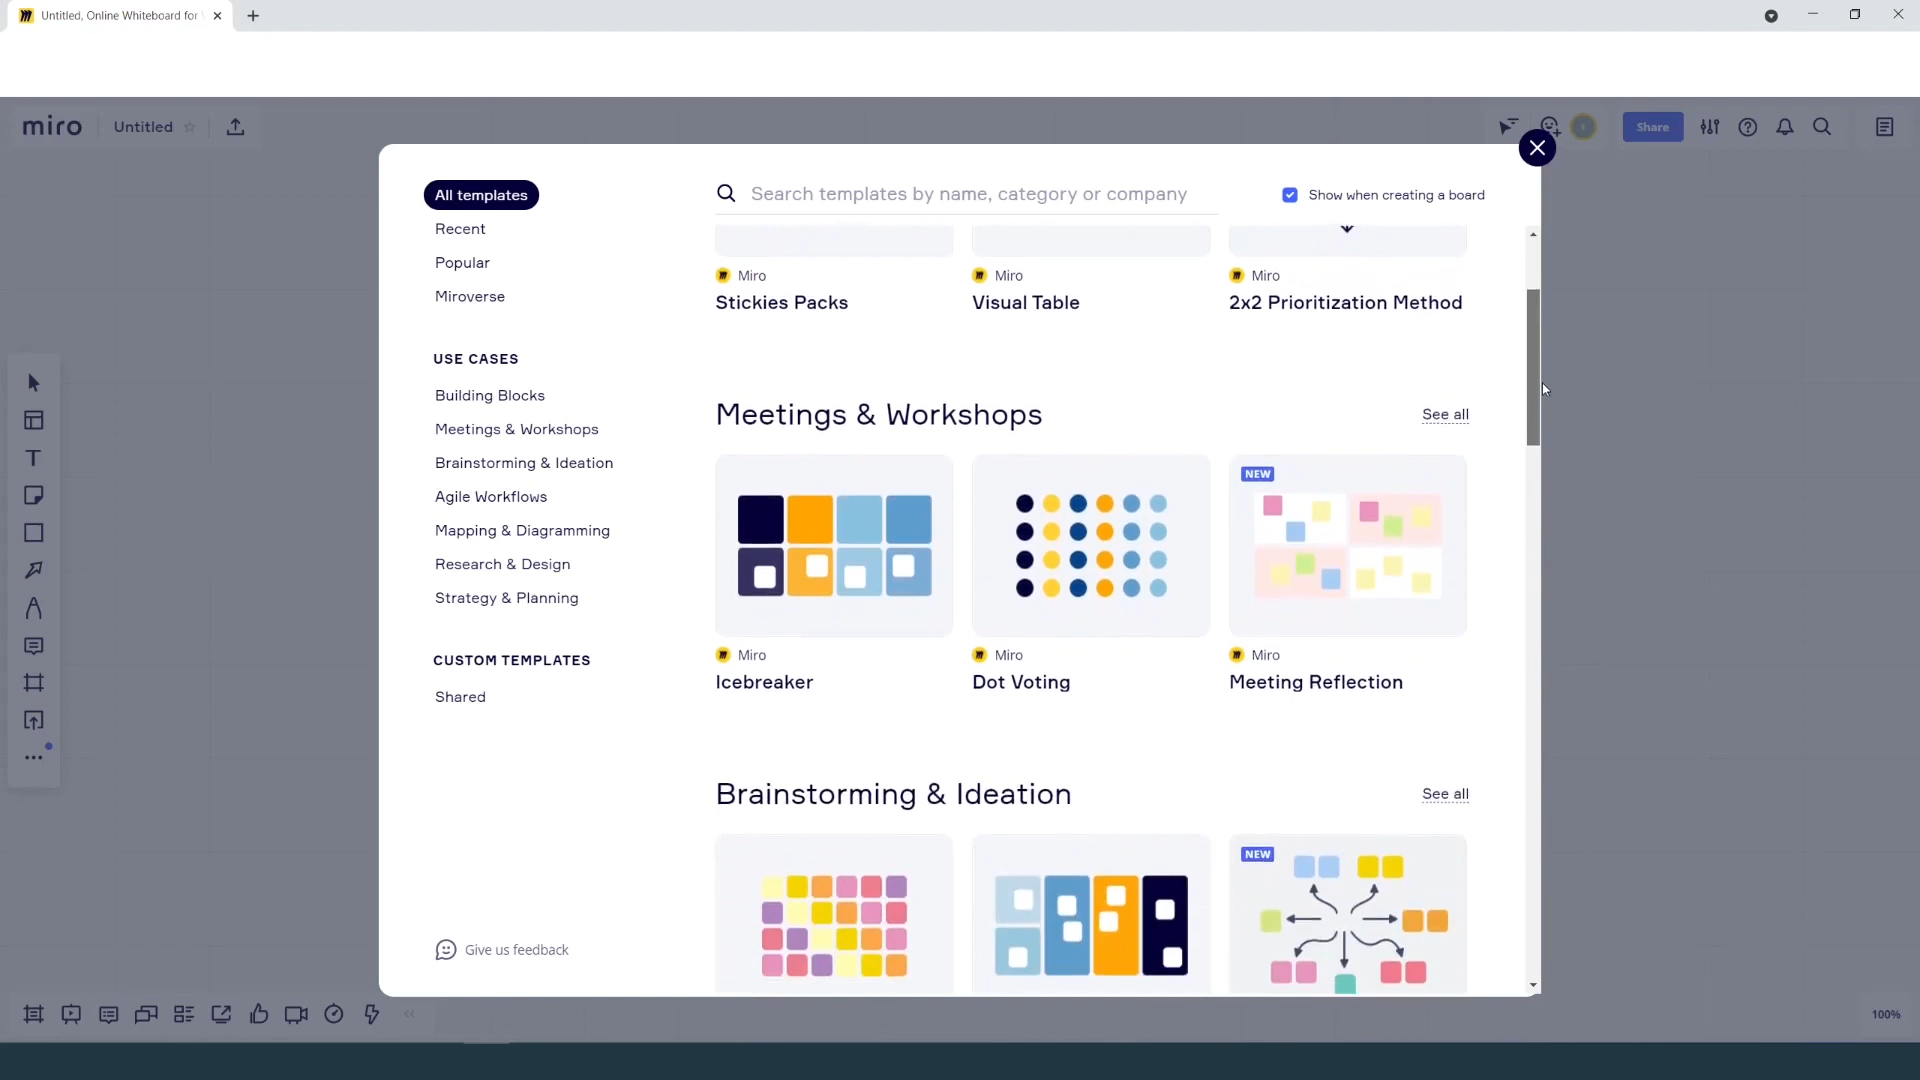 Untitled, Online Whiteboard for
miro
Untitled
Share
All templates
Recent
Popular
Miroverse
USE CASES
Building Blocks
Meetings & Workshops
Brainstorming & Ideation
Agile Workflows
Mapping & Diagramming
Research & Design
Strategy & Planning
CUSTOM TEMPLATES
Shared
Give us feedback
Search templates by name, category or company
Show when creating a board
Miro
Stickies Packs
Miro
Visual Table
Miro
2x2 Prioritization Method
Meetings & Workshops
See all
Miro
Icebreaker
Miro
Dot Voting
NEW
Miro
Meeting Reflection
Brainstorming & Ideation
See all
NEW
100%